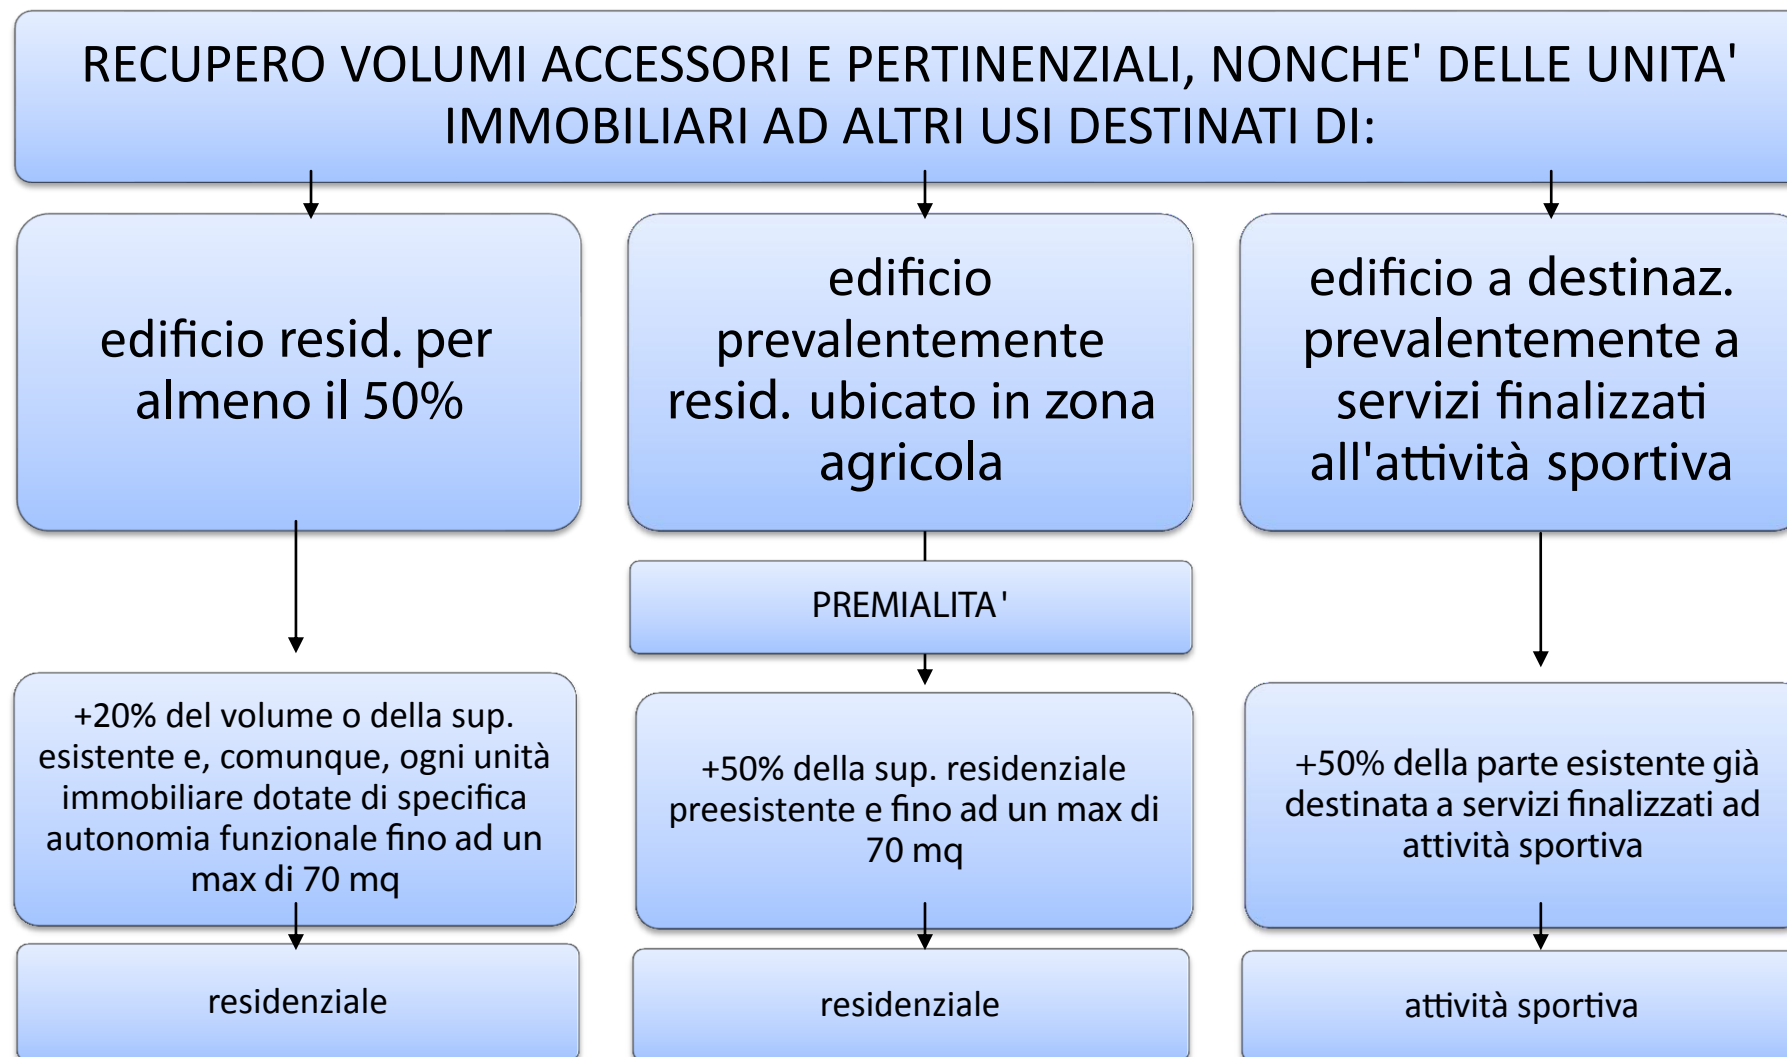 RECUPERO VOLUMI ACCESSORI E PERTINENZIALI, NONCHE' DELLE UNITA'
IMMOBILIARI AD ALTRI USI DESTINATI DI:
edificio resid. per
almeno il 50%
edificio
prevalentemente
resid. ubicato in zona
agricola
edificio a destinaz.
prevalentemente a
servizi finalizzati
all'attività sportiva
PREMIALITA'
+20% del volume o della sup.
esistente e, comunque, ogni unità
immobiliare dotate di specifica
autonomia funzionale fino ad un
max di 70 mq
+50% della sup. residenziale
preesistente e fino ad un max di
70 mq
+50% della parte esistente già
destinata a servizi finalizzati ad
attività sportiva
residenziale
residenziale
attività sportiva